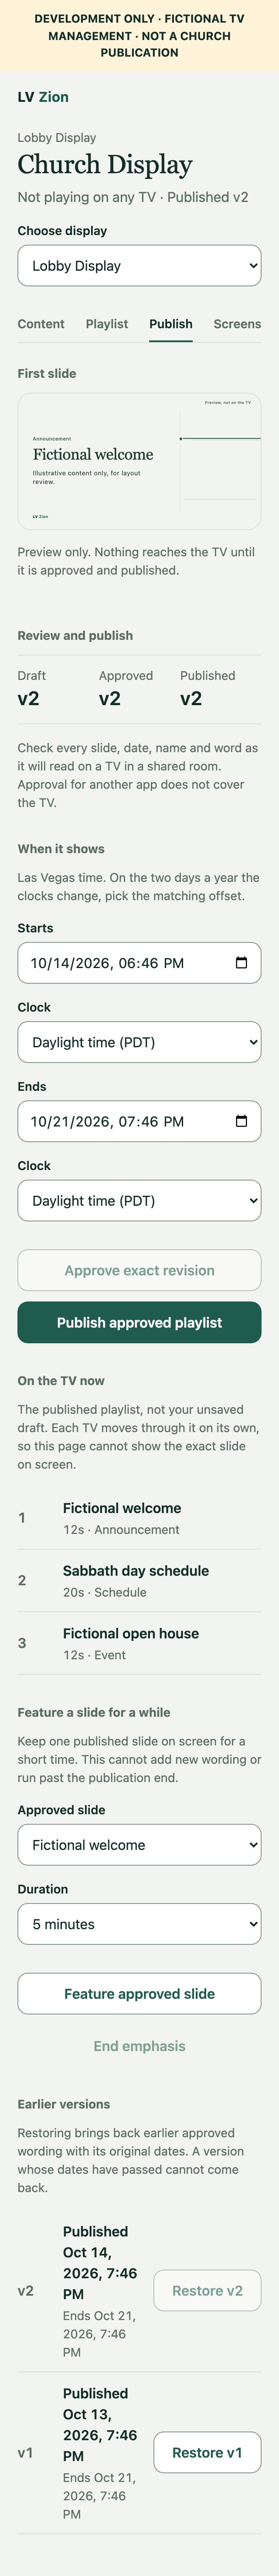 DEVELOPMENT ONLY · FICTIONAL TV
MANAGEMENT · NOT A CHURCH
PUBLICATION
LV Zion
Lobby Display
Church Display
Not playing on any TV · Published v2
Choose display
Lobby Display
Content Playlist Publish Screens
First slide
Preview, not on the TV
Announcement
Fictional welcome
Illustrative content only, for layout
review.
LV Zion
Preview only. Nothing reaches the TV until
it is approved and published.
Review and publish
Draft Approved Published
v2 v2 v2
Check every slide, date, name and word as
it will read on a TV in a shared room.
Approval for another app does not cover
the TV.
When it shows
Las Vegas time. On the two days a year the
clocks change, pick the matching offset.
Starts
10/14/2026, 06:46 PM
Clock
Daylight time (PDT)
Ends
10/21/2026, 07:46 PM
Clock
Daylight time (PDT)
Approve exact revision
Publish approved playlist
On the TV now
The published playlist, not your unsaved
draft. Each TV moves through it on its own,
so this page cannot show the exact slide
on screen.
1
Fictional welcome
12s · Announcement
2
Sabbath day schedule
20s · Schedule
3
Fictional open house
12s · Event
Feature a slide for a while
Keep one published slide on screen for a
short time. This cannot add new wording or
run past the publication end.
Approved slide
Fictional welcome
Duration
5 minutes
Feature approved slide
End emphasis
Earlier versions
Restoring brings back earlier approved
wording with its original dates. A version
whose dates have passed cannot come
back.
v2
Published
Oct 14,
2026, 7:46
PM
Ends Oct 21,
2026, 7:46
PM
Restore v2
v1
Published
Oct 13,
2026, 7:46
PM
Ends Oct 21,
2026, 7:46
PM
Restore v1